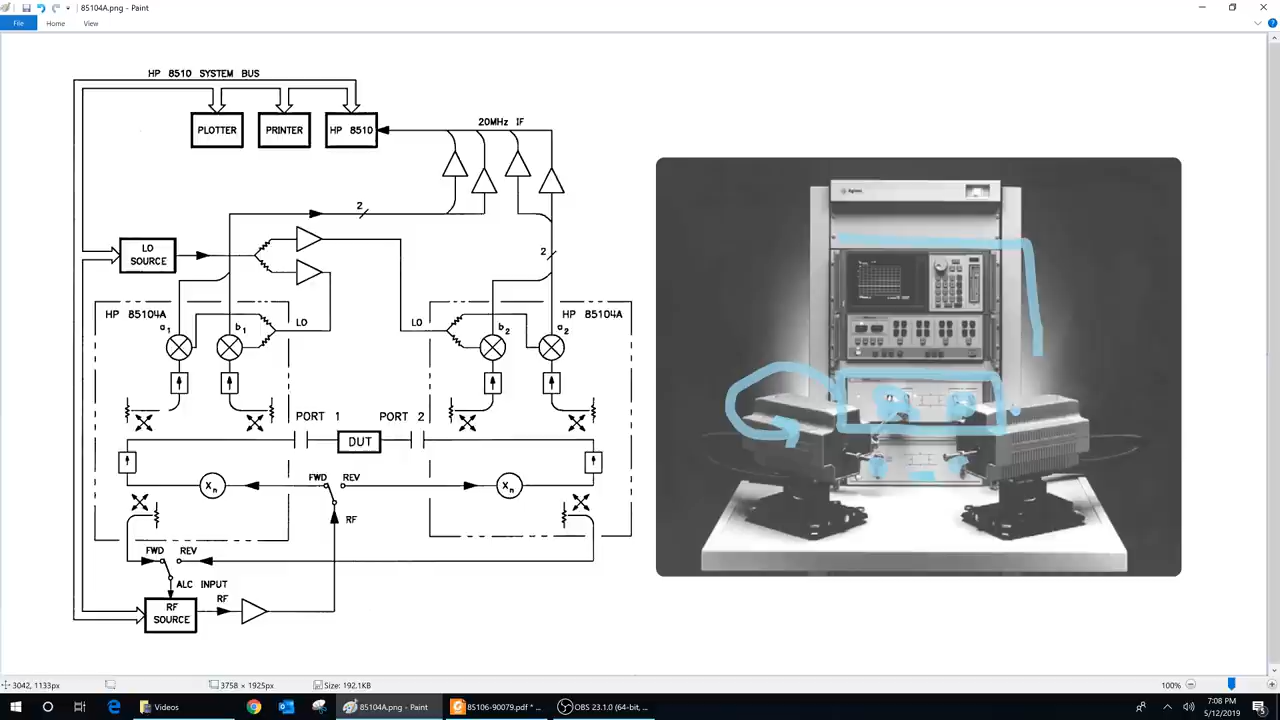 85104A.png - Paint
File
Home
View
HP 8510 SYSTEM BUS
PLOTTER
PRINTER
HP 8510
20MHz IF
2
LO
SOURCE
2
HP 85104A
a1
b1
LO
LO
HP 85104A
b2
a2
PORT 1
PORT 2
DUT
Xn
FWD
REV
Xn
RF
FWD
REV
ALC INPUT
RF
SOURCE
RF
Agilent
3042, 1133px
3758 × 1925px
Size: 192.1KB
100%
Videos
85104A.png - Paint
85106-90079.pdf * ...
OBS 23.1.0 (64-bit, ...
7:08 PM
5/12/2019